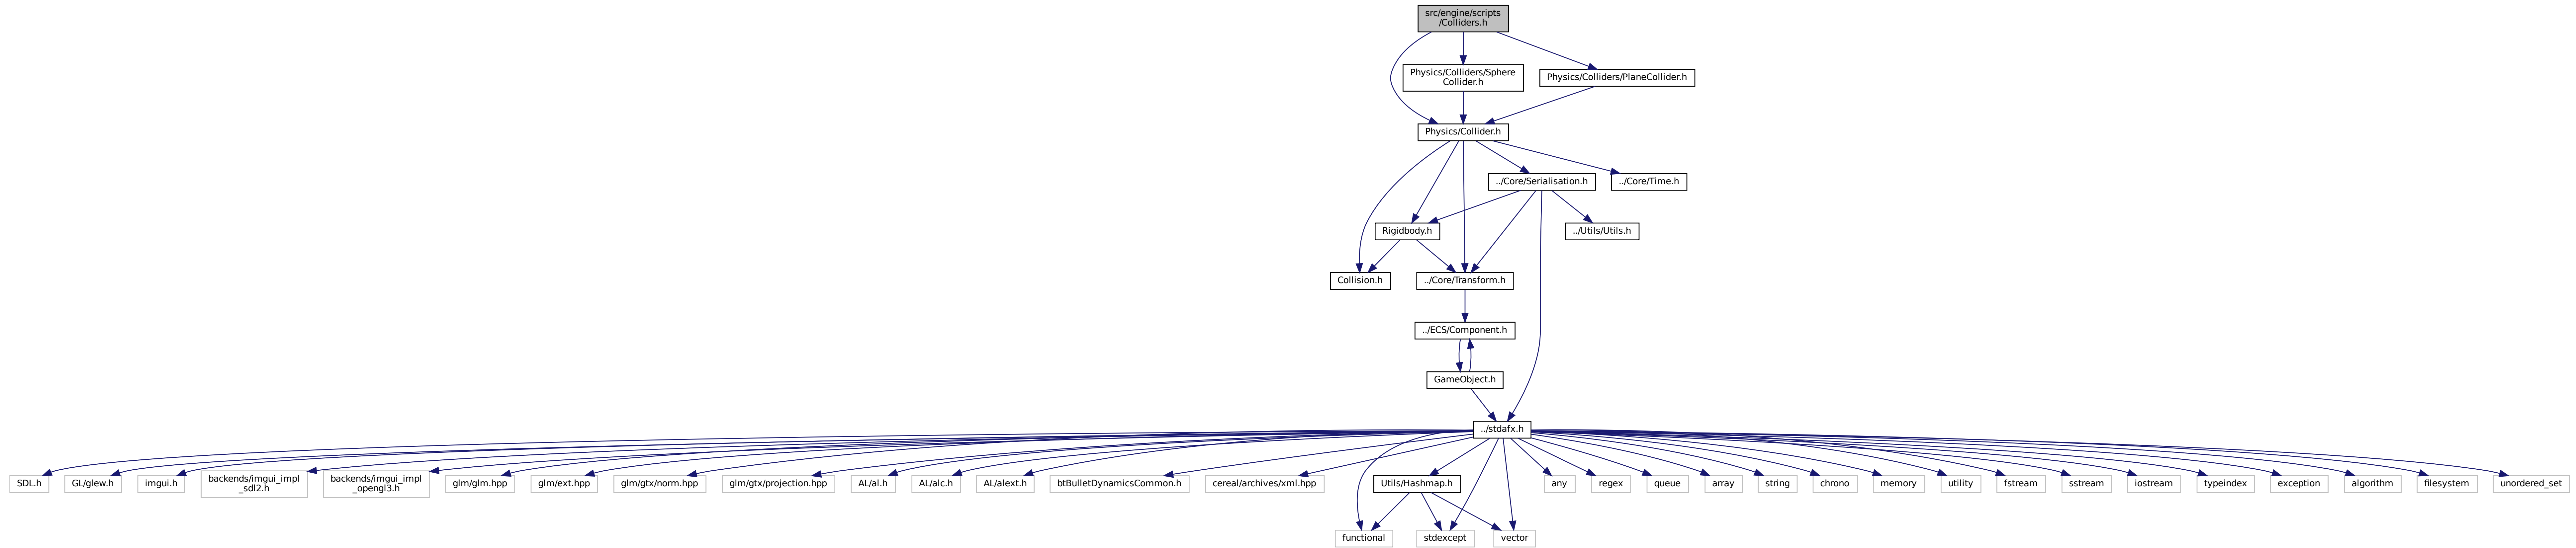 src/engine/scripts
/Colliders.h
Physics/Colliders/Sphere
Collider.h
Physics/Colliders/PlaneCollider.h
Physics/Collider.h
../Core/Serialisation.h
../Core/Time.h
Rigidbody.h
../Utils/Utils.h
Collision.h
../Core/Transform.h
../ECS/Component.h
GameObject.h
../stdafx.h
SDL.h
GL/glew.h
imgui.h
backends/imgui_impl
_sdl2.h
backends/imgui_impl
_opengl3.h
glm/glm.hpp
glm/ext.hpp
glm/gtx/norm.hpp
glm/gtx/projection.hpp
AL/al.h
AL/alc.h
AL/alext.h
btBulletDynamicsCommon.h
cereal/archives/xml.hpp
Utils/Hashmap.h
any
regex
queue
array
string
chrono
memory
utility
fstream
sstream
iostream
typeindex
exception
algorithm
filesystem
unordered_set
functional
stdexcept
vector